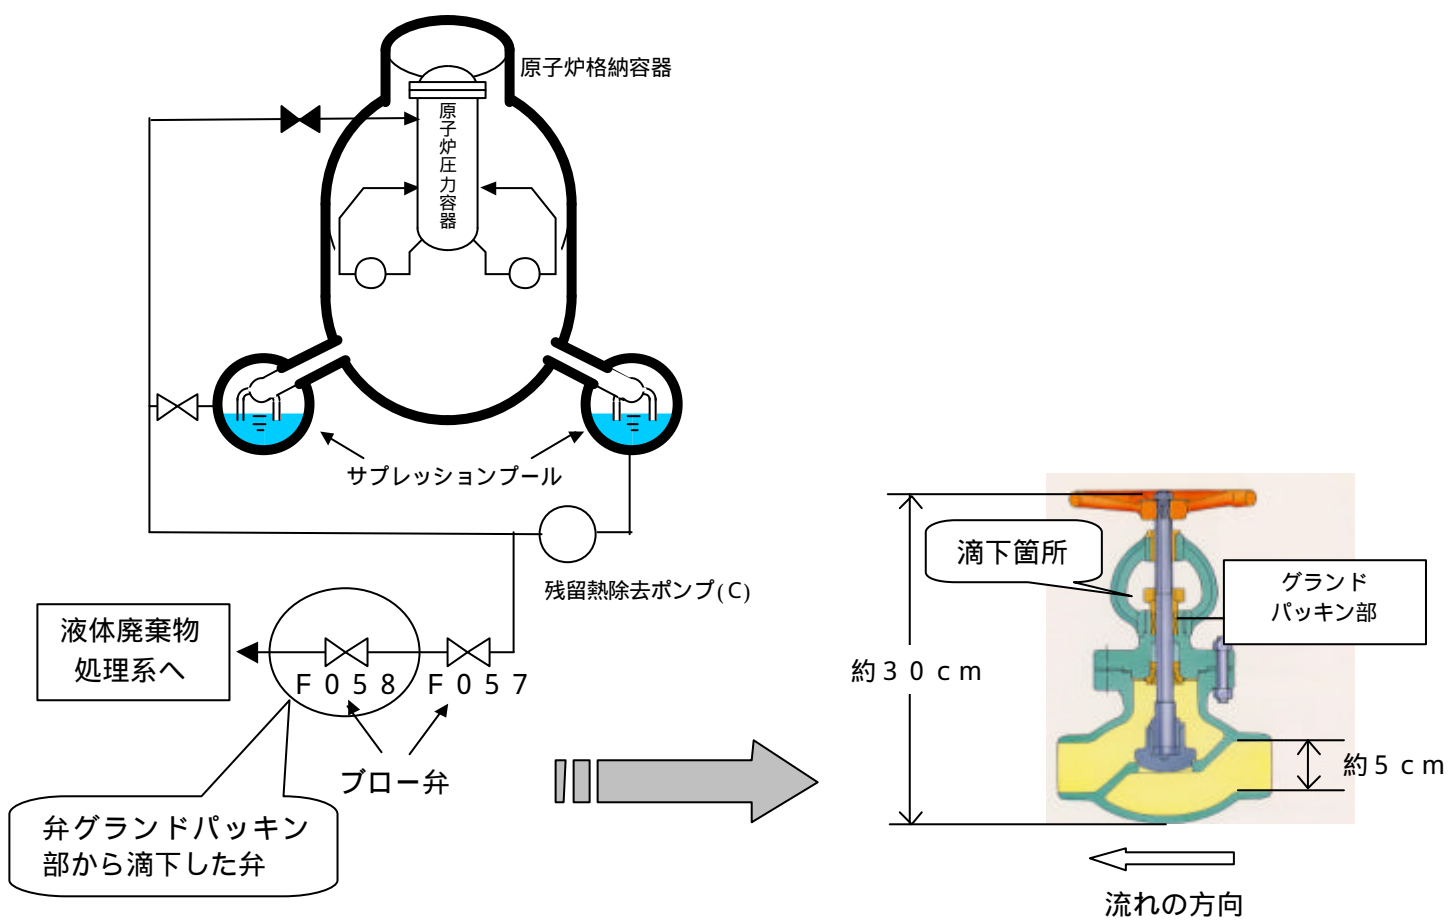 原子炉格納容器
原子炉圧力容器
サプレッションプール
残留熱除去ポンプ(C)
液体廃棄物
処理系へ
F058 F057
ブロー弁
弁グランドパッキン
部から滴下した弁
滴下箇所
グランド
パッキン部
約30cm
約5cm
流れの方向